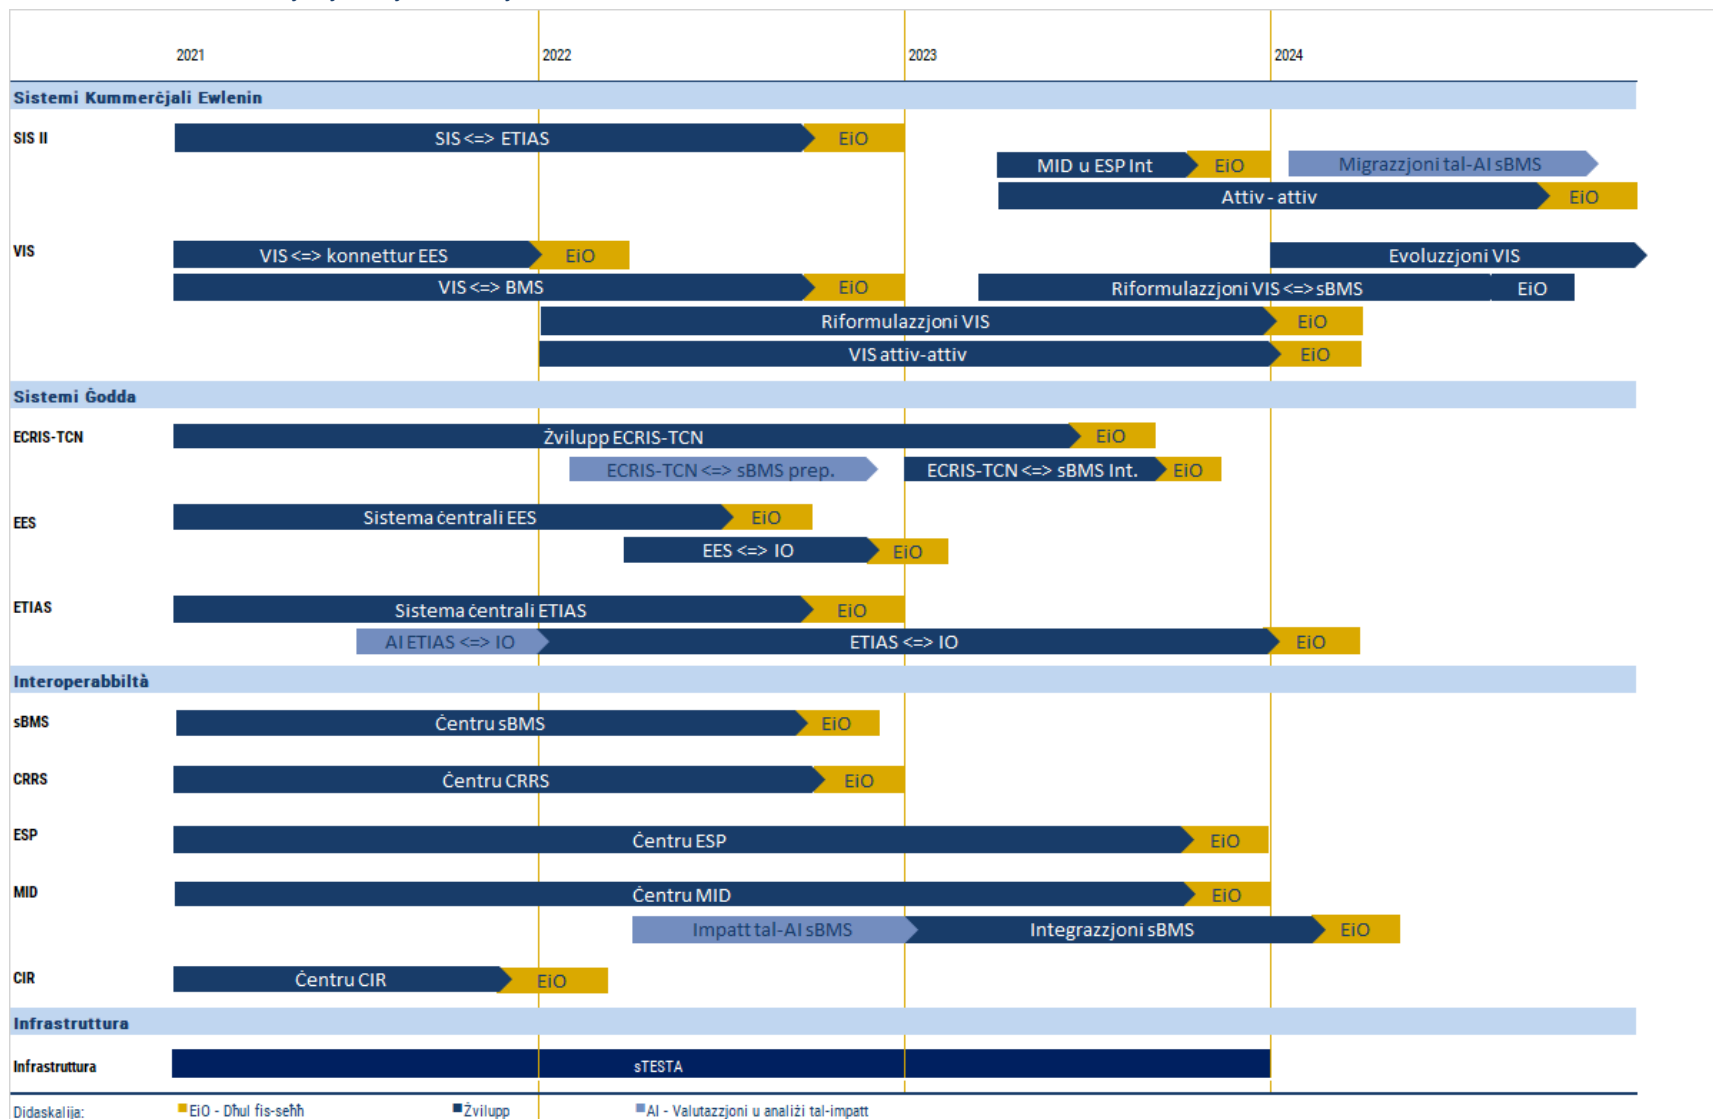 2021 2022 2023 2024
Sistemi Kummerċjali Ewlenin
SIS II
SIS <=> ETIAS EiO
MID u ESP Int EiO Migrazzjoni tal-AI sBMS
Attiv - attiv EiO
VIS
VIS <=> konnettur EES EiO Evoluzzjoni VIS
VIS <=> BMS EiO Riformulazzjoni VIS <=> sBMS EiO
Riformulazzjoni VIS EiO
VIS attiv-attiv EiO
Sistemi Ġodda
ECRIS-TCN
Żvilupp ECRIS-TCN EiO
ECRIS-TCN <=> sBMS prep. ECRIS-TCN <=> sBMS Int. EiO
EES
Sistema ċentrali EES EiO
EES <=> IO EiO
ETIAS
Sistema ċentrali ETIAS EiO
AI ETIAS <=> IO ETIAS <=> IO EiO
Interoperabbiltà
sBMS Ċentru sBMS EiO
CRRS Ċentru CRRS EiO
ESP Ċentru ESP EiO
MID Ċentru MID EiO
Impatt tal-AI sBMS Integrazzjoni sBMS EiO
CIR Ċentru CIR EiO
Infrastruttura
Infrastruttura sTESTA
Didaskalija: EiO - Dħul fis-seħħ Żvilupp AI - Valutazzjoni u analiżi tal-impatt